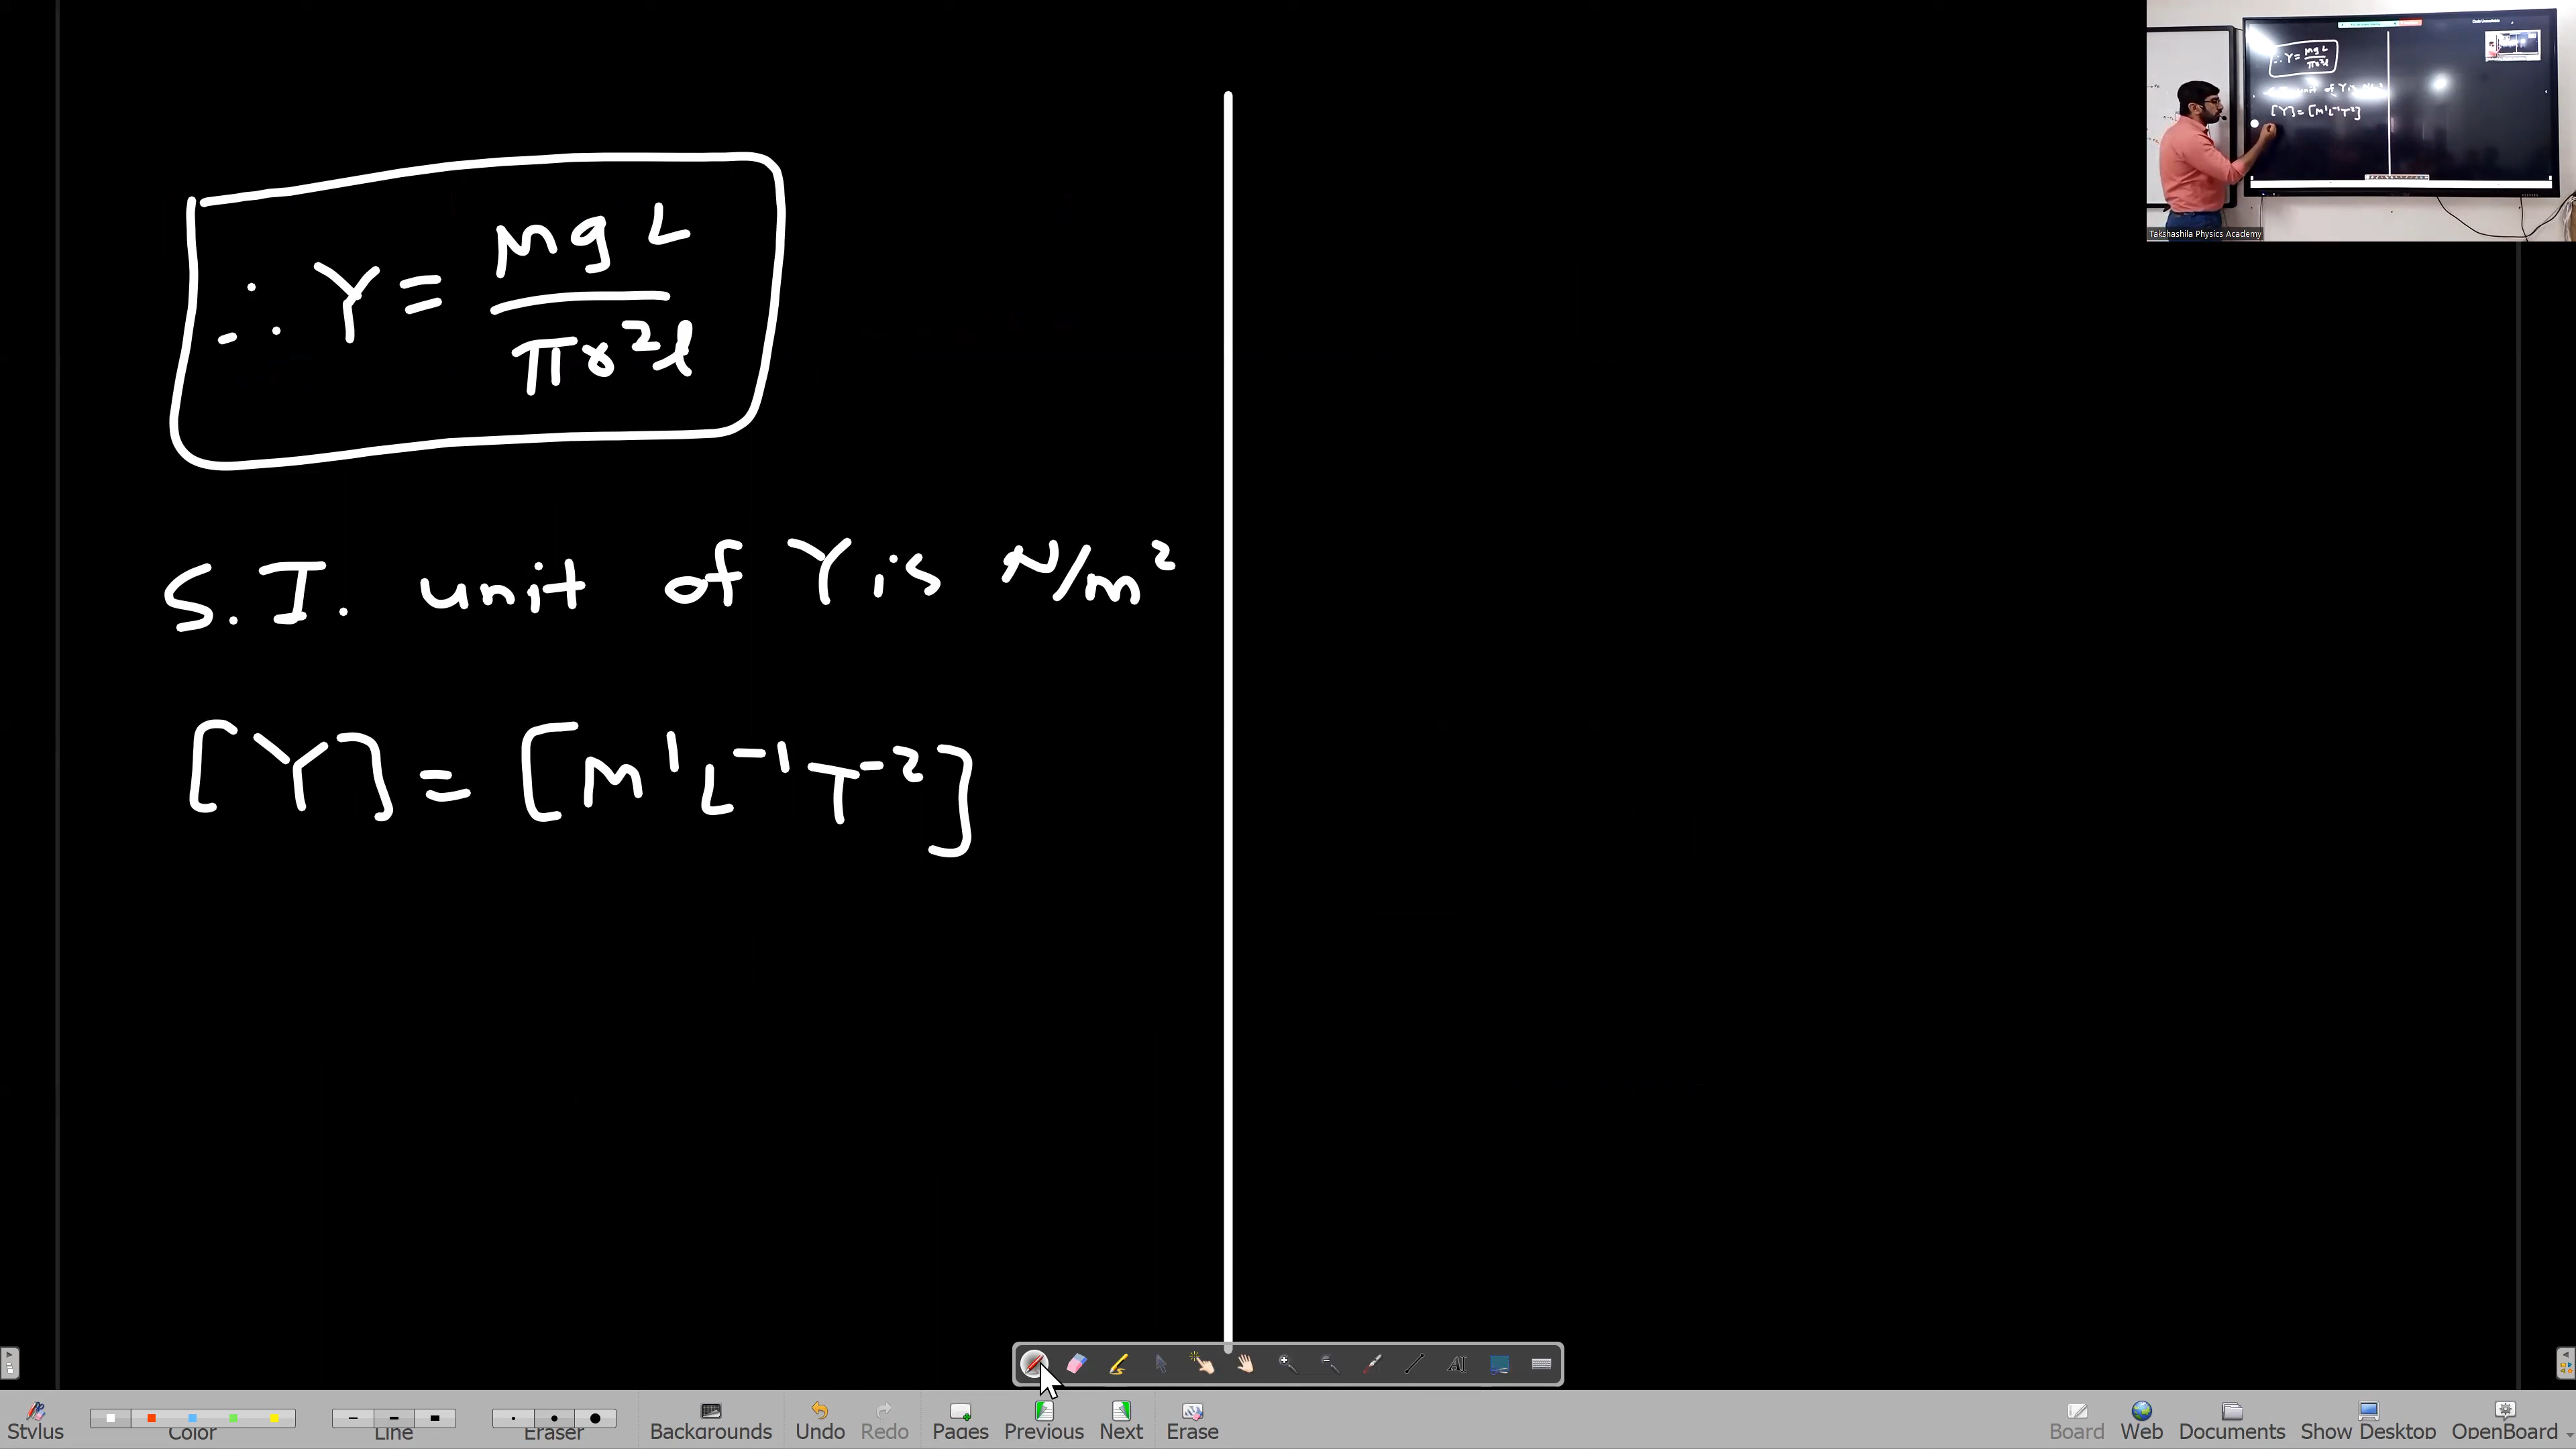 ∴ Y = MgL / πr²l
S.I. unit of Y is N/m²
[Y] = [M¹L⁻¹T⁻²]
Takshashila Physics Academy
Stylus
Color
Line
Eraser
Backgrounds
Undo
Redo
Pages
Previous
Next
Erase
Board
Web
Documents
Show Desktop
OpenBoard